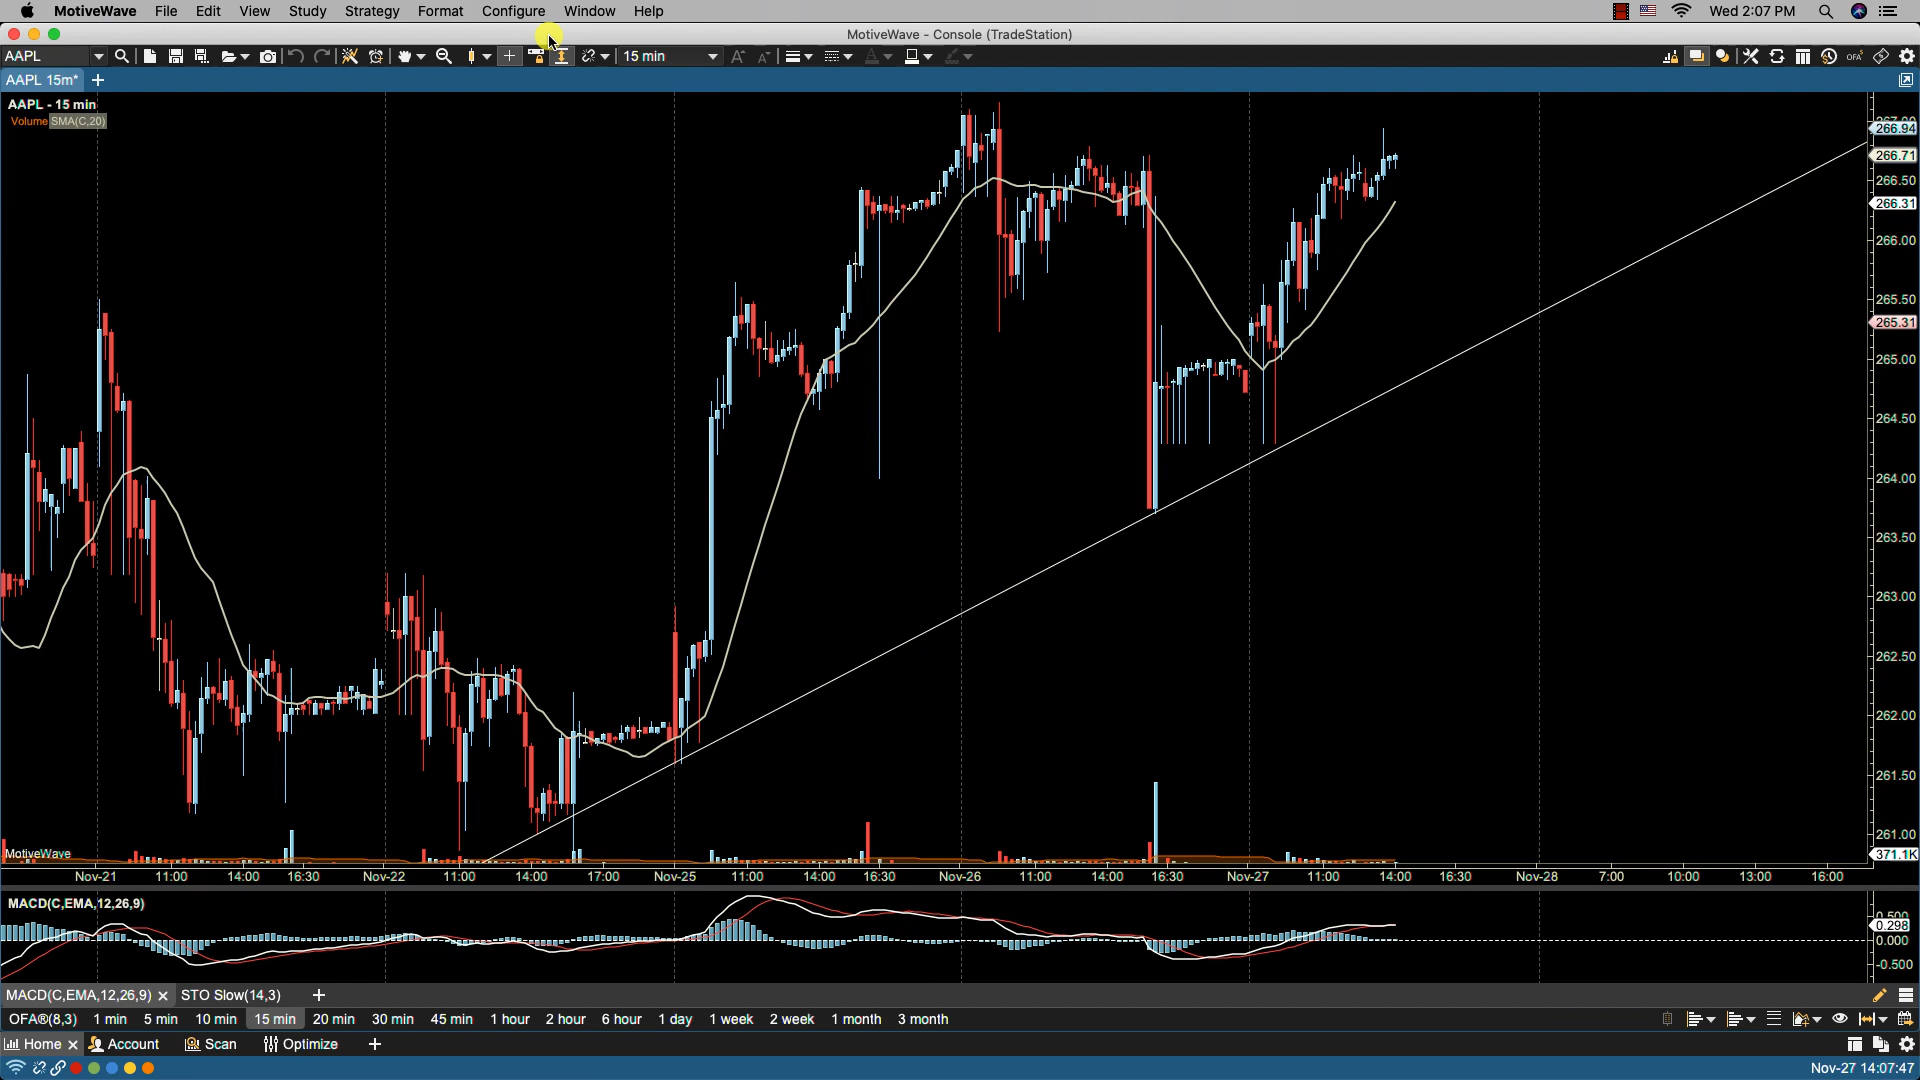 MotiveWave File Edit View Study Strategy Format Configure Window Help Wed 2:07 PM
MotiveWave - Console (TradeStation)
AAPL 15 min
AAPL 15m* +
AAPL - 15 min
Volume SMA(C,20)
266.94
266.71
266.50
266.31
266.00
265.50
265.31
265.00
264.50
264.00
263.50
263.00
262.50
262.00
261.50
261.00
MotiveWave 371.1K
Nov-21 11:00 14:00 16:30 Nov-22 11:00 14:00 17:00 Nov-25 11:00 14:00 16:30 Nov-26 11:00 14:00 16:30 Nov-27 11:00 14:00 16:30 Nov-28 7:00 10:00 13:00 16:00
MACD(C,EMA,12,26,9)
0.298
0.000
-0.500
MACD(C,EMA,12,26,9) STO Slow(14,3) +
OFA®(8,3) 1 min 5 min 10 min 15 min 20 min 30 min 45 min 1 hour 2 hour 6 hour 1 day 1 week 2 week 1 month 3 month
Home Account Scan Optimize +
Nov-27 14:07:47